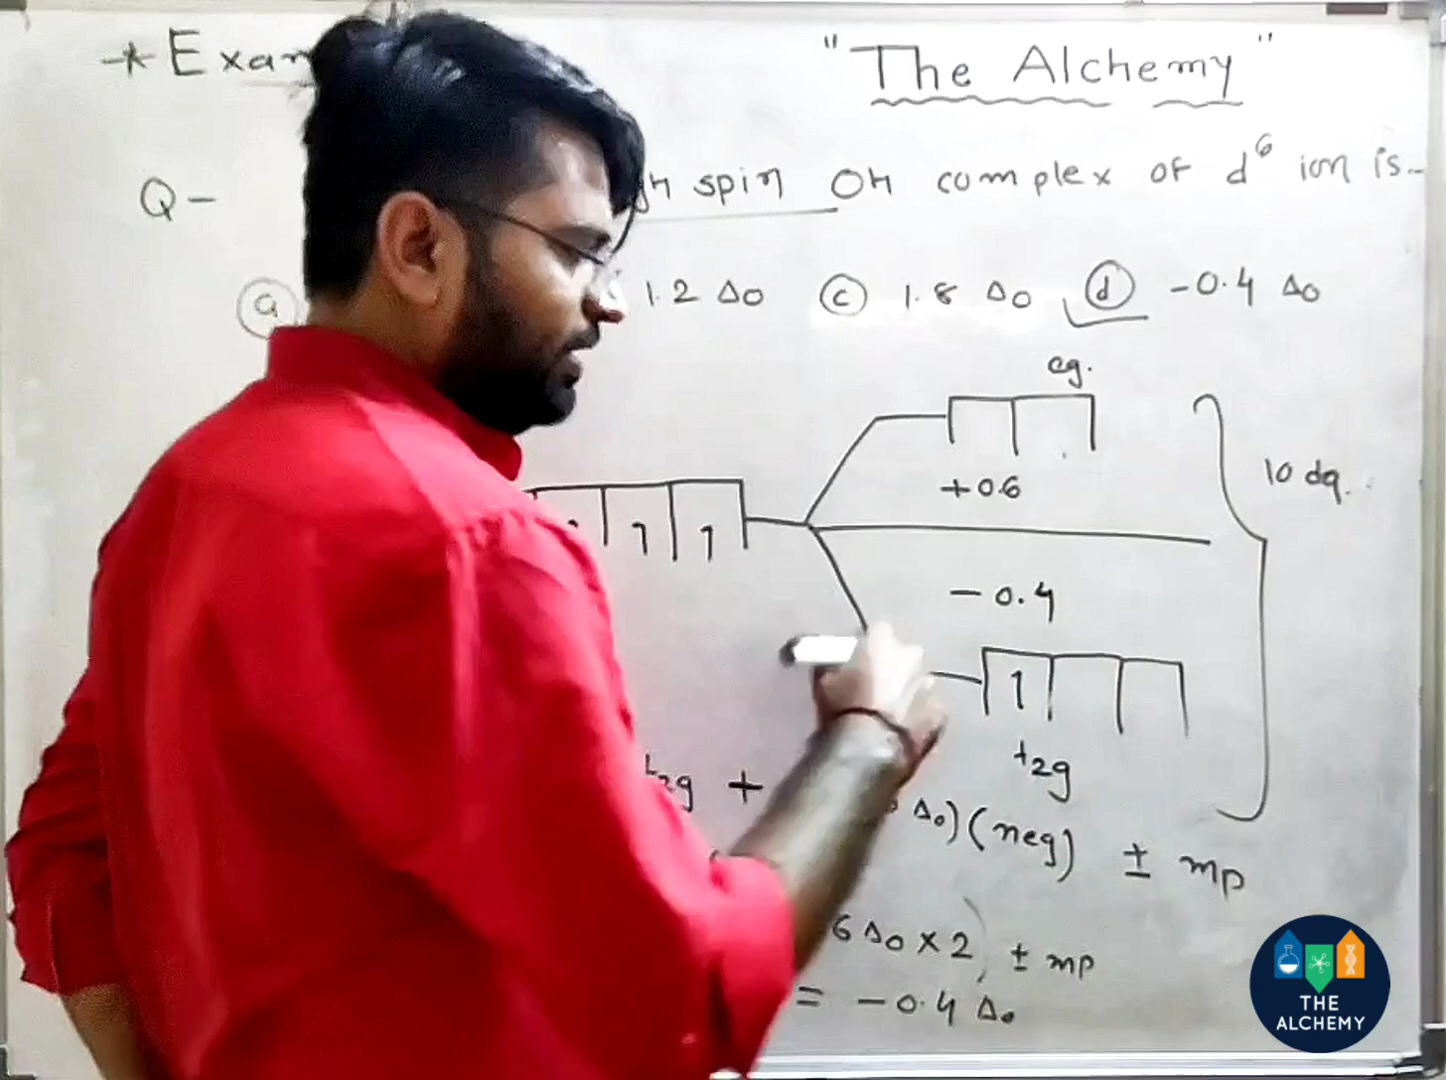 * Exam
"The Alchemy"
Q- spin Oh complex of d⁶ ion is-
(a) 1.2 Δo (c) 1.8 Δo (d) -0.4 Δo
eg.
+0.6
10 dq.
1 1
-0.4
1
t2g
t2g + Δo)(neg) ± mp
6 Δo × 2) ± mp
= -0.4 Δo
THE
ALCHEMY